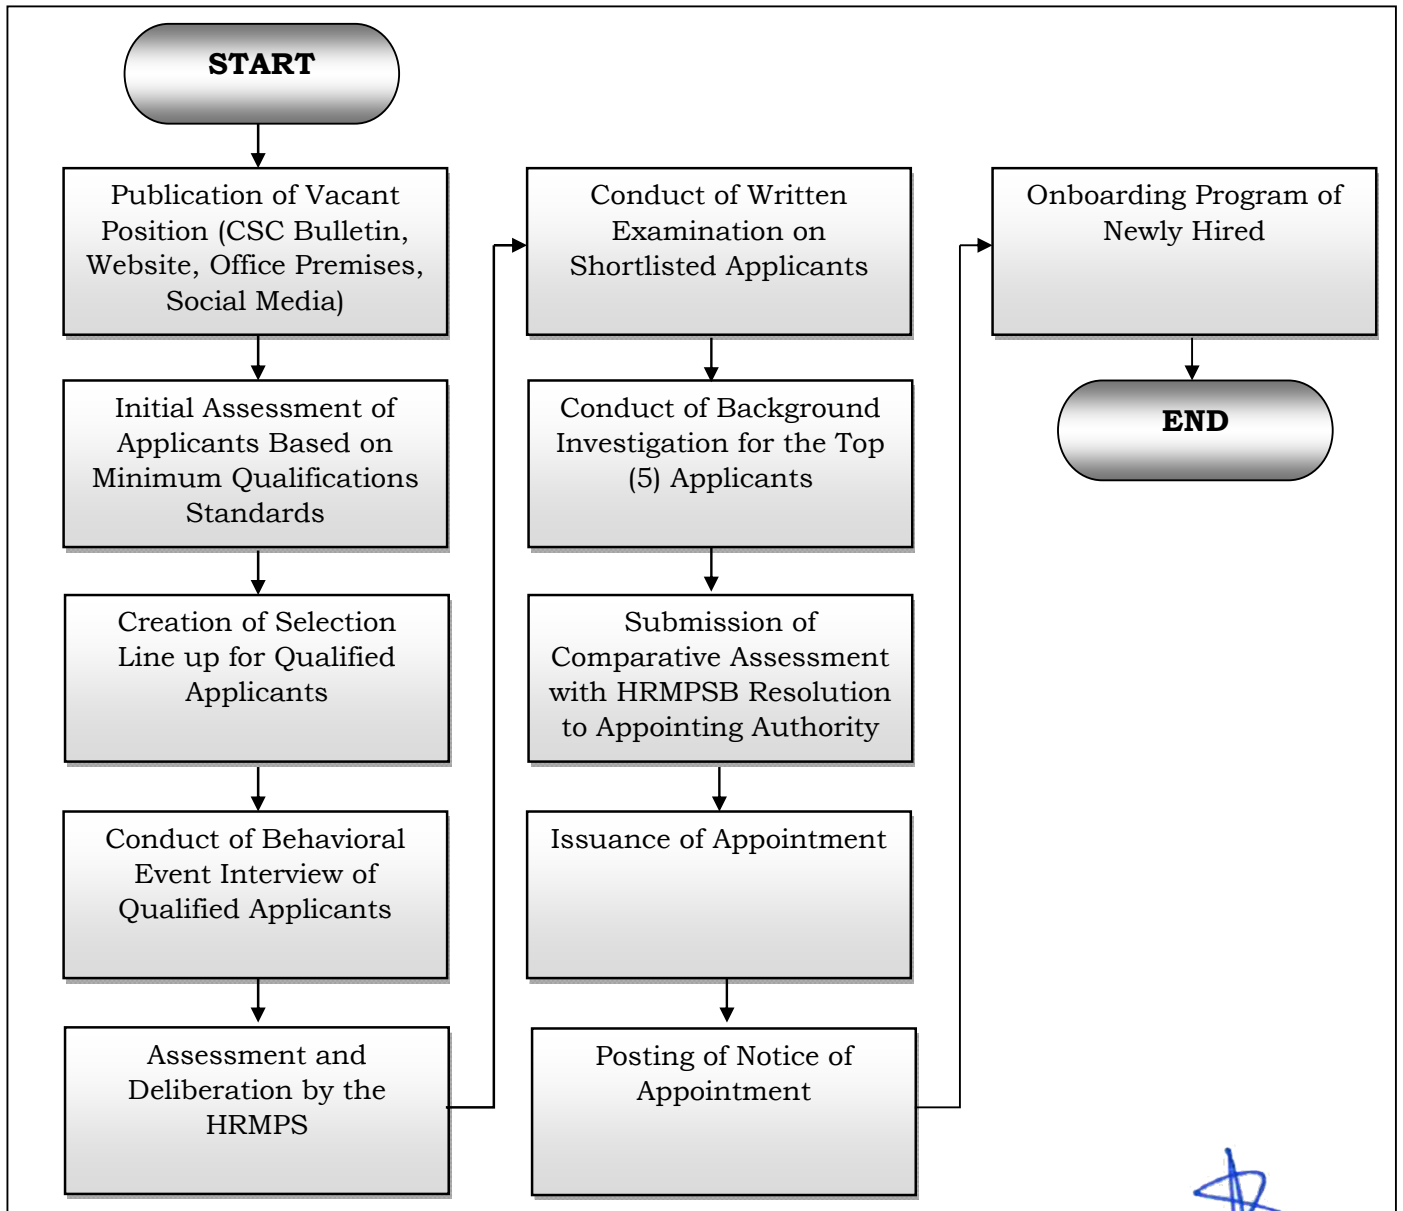 START
Publication of Vacant
Position (CSC Bulletin,
Website, Office Premises,
Social Media)
Initial Assessment of
Applicants Based on
Minimum Qualifications
Standards
Creation of Selection
Line up for Qualified
Applicants
Conduct of Behavioral
Event Interview of
Qualified Applicants
Assessment and
Deliberation by the
HRMPS
Conduct of Written
Examination on
Shortlisted Applicants
Conduct of Background
Investigation for the Top
(5) Applicants
Submission of
Comparative Assessment
with HRMPSB Resolution
to Appointing Authority
Issuance of Appointment
Posting of Notice of
Appointment
Onboarding Program of
Newly Hired
END